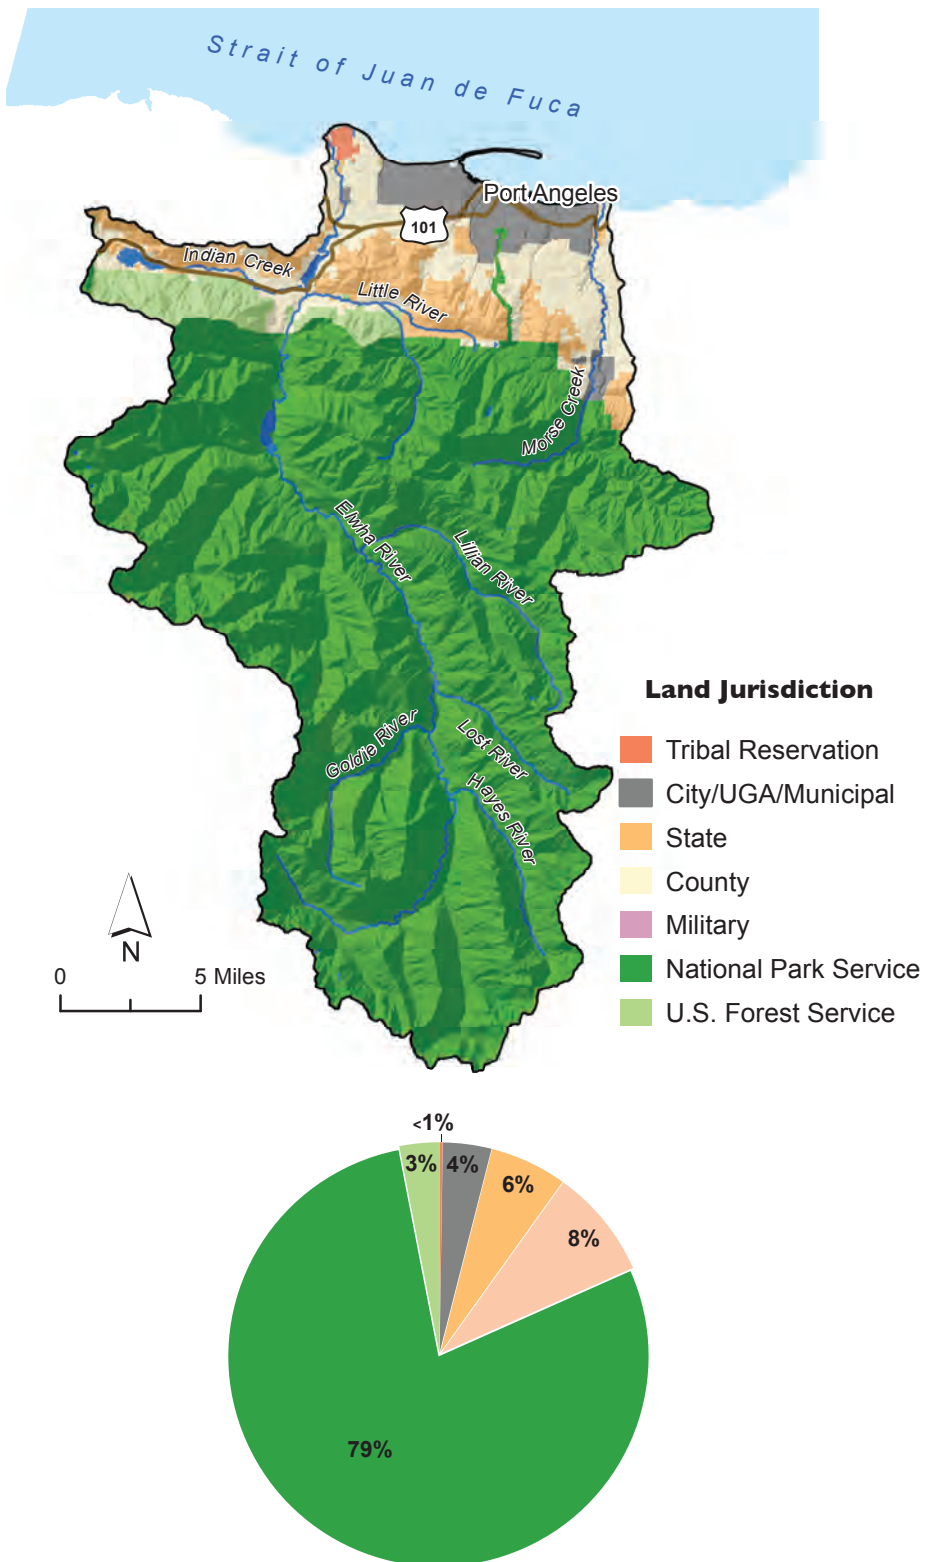 Strait of Juan de Fuca
Port Angeles
101
Indian Creek
Little River
Morse Creek
Elwha River
Lillian River
Land Jurisdiction
Goldie River
Lost River
Hayes River
Tribal Reservation
City/UGA/Municipal
State
County
Military
National Park Service
U.S. Forest Service
N
0 5 Miles
<1%
3%
4%
6%
8%
79%